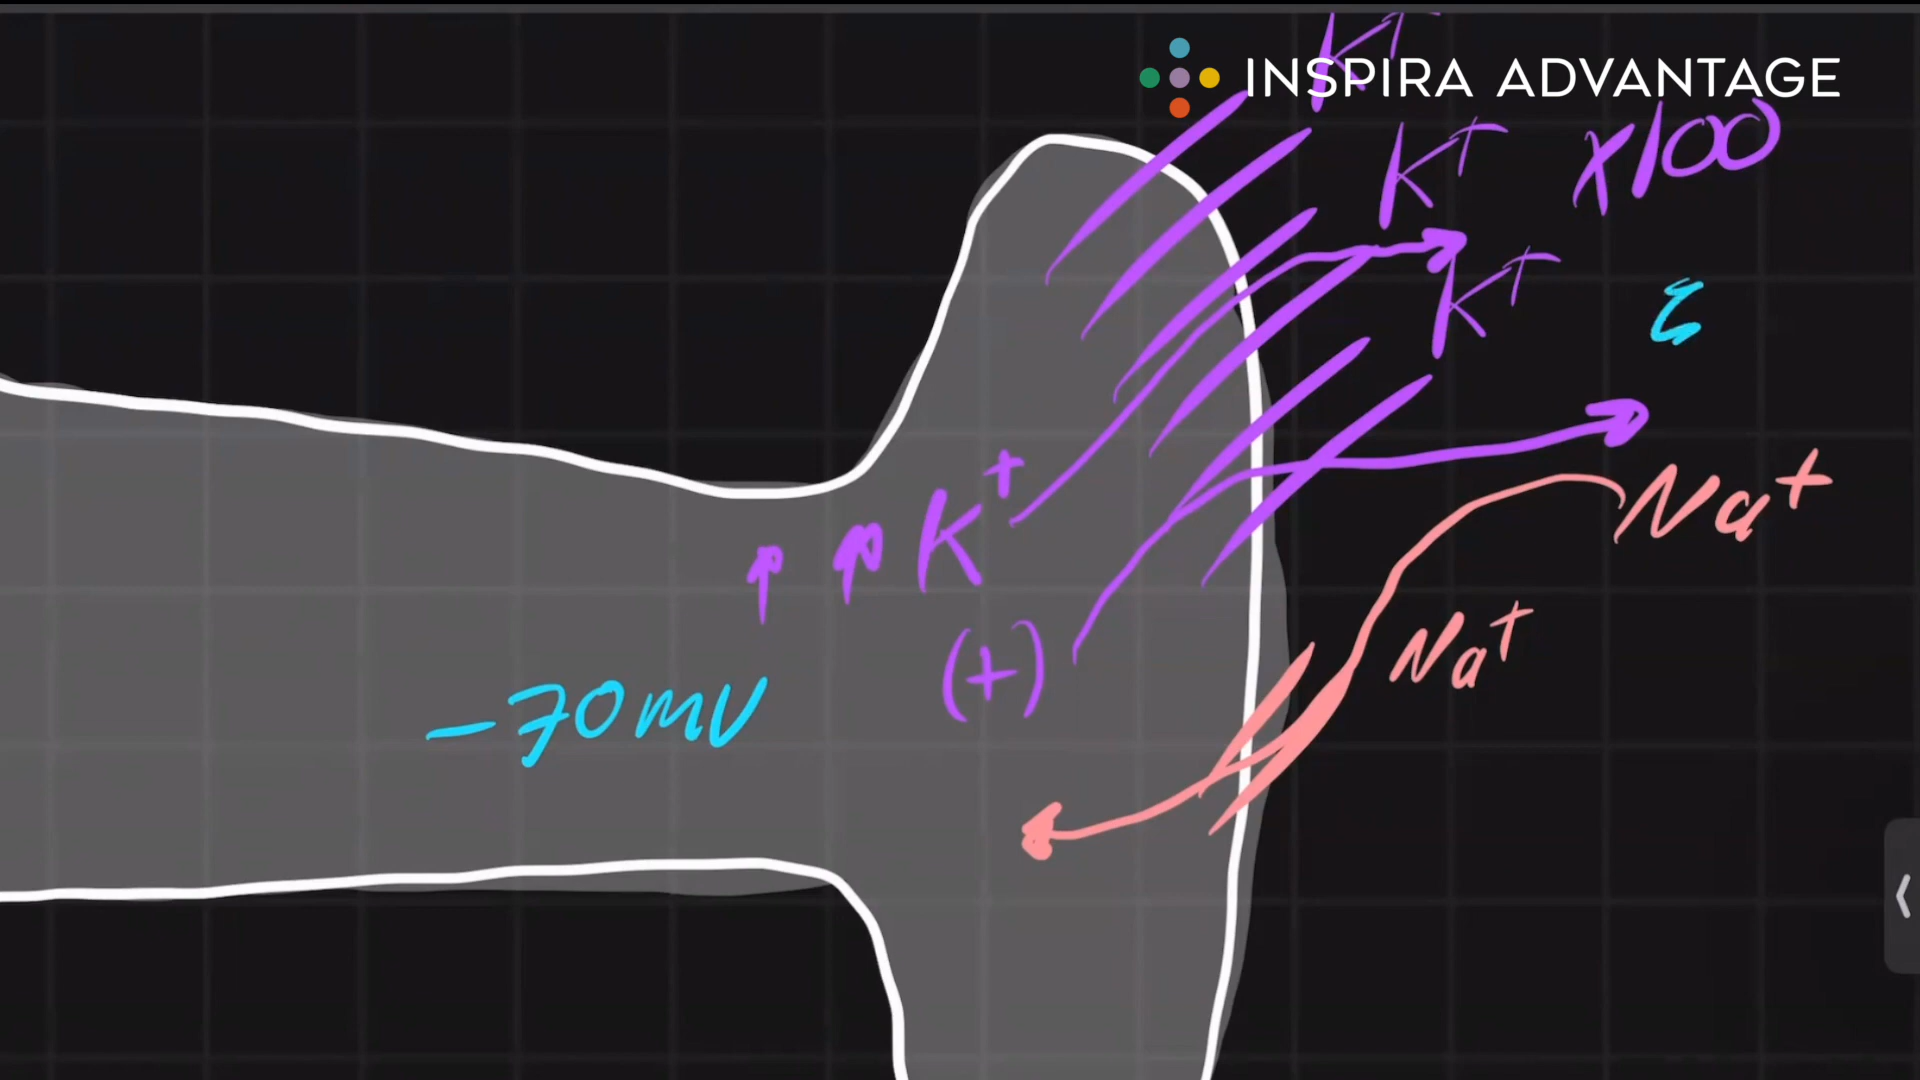 K+
INSPIRA ADVANTAGE
K+ x100
K+
↑ ↑ K+
Na+
(+)
Na+
-70mV